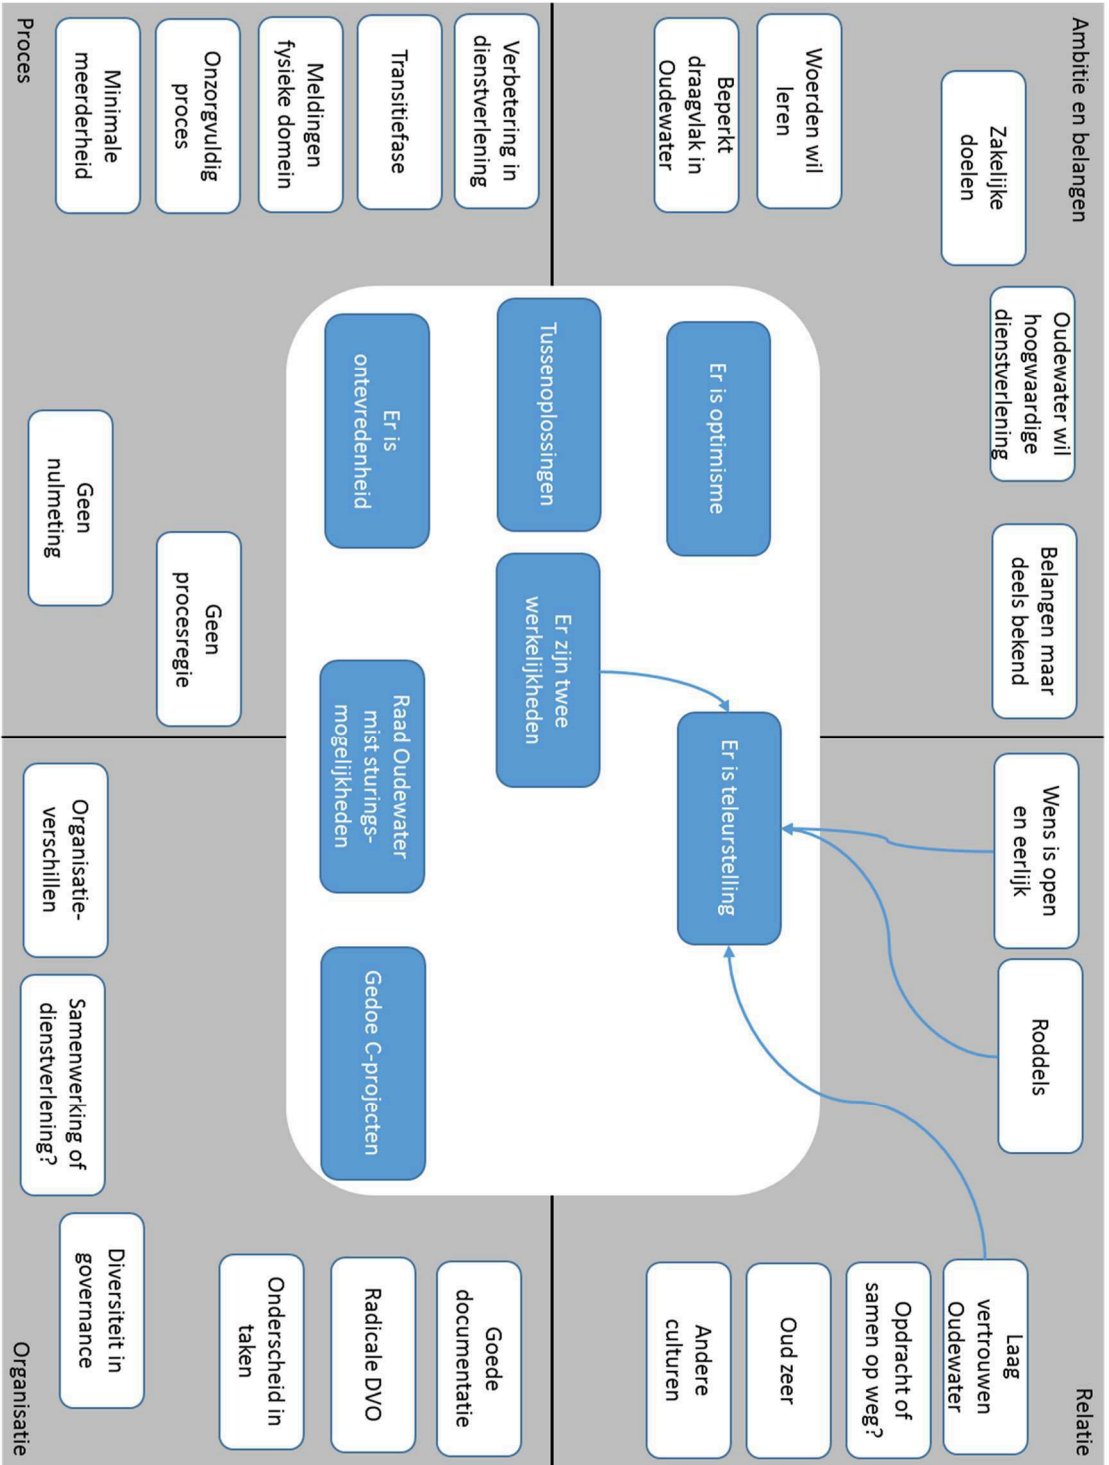 Ambitie en belangen
Zakelijke
doelen
Oudewater wil
hoogwaardige
dienstverlening
Belangen maar
deels bekend
Wens is open
en eerlijk
Roddels
Relatie
Woerden wil
leren
Beperkt
draagvlak in
Oudewater
Laag
vertrouwen
Oudewater
Opdracht of
samen op weg?
Oud zeer
Andere
culturen
Er is optimisme
Er is teleurstelling
Tussenoplossingen
Er zijn twee
werkelijkheden
Er is
ontevredenheid
Raad Oudewater
mist sturings-
mogelijkheden
Gedoe C-projecten
Verbetering in
dienstverlening
Transitiefase
Meldingen
fysieke domein
Onzorgvuldig
proces
Minimale
meerderheid
Proces
Geen
procesregie
Geen
nulmeting
Goede
documentatie
Radicale DVO
Onderscheid in
taken
Diversiteit in
governance
Organisatie-
verschillen
Samenwerking of
dienstverlening?
Organisatie